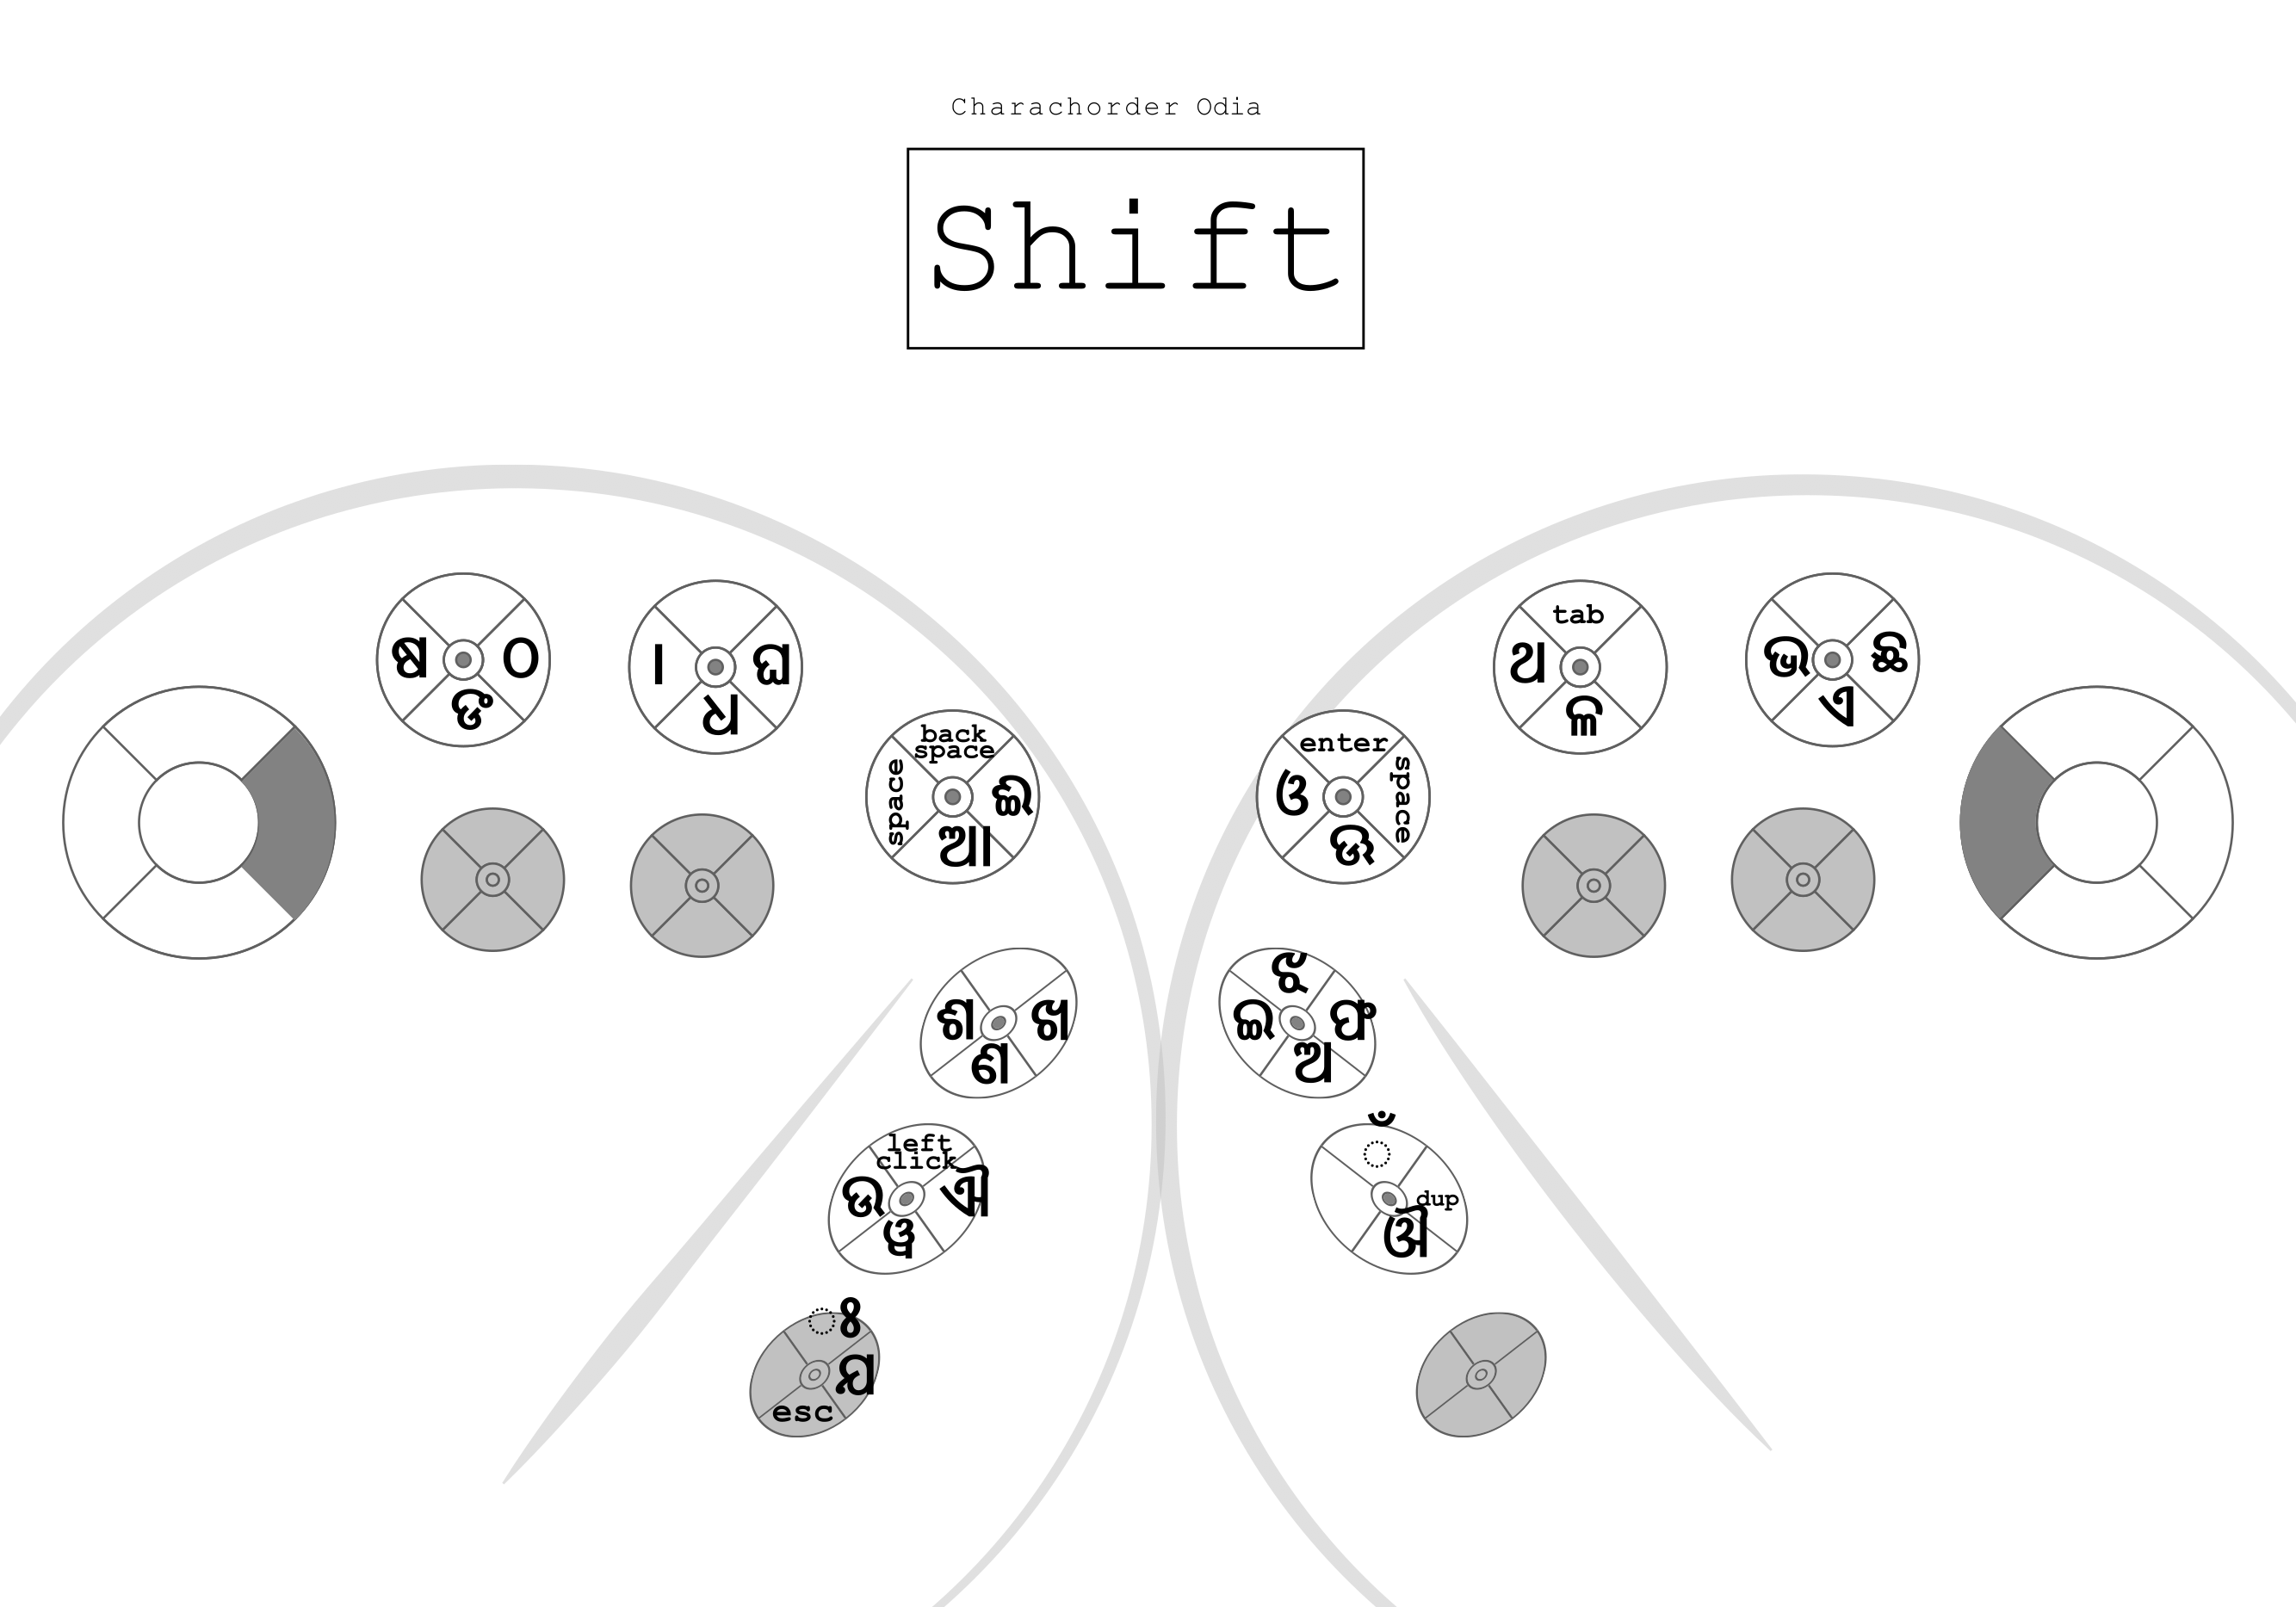 Charachorder Odia
Shift
ଷ ଠ
ଙ
। ଘ
ଧ
tab
ଥ
ଳ
ଭ ଛ
ଏ
back
space
space ଈ
ଆ
enter
ଓ space
ଊ
ଶ ଖ
ଣ
ଝ
ଇ ଫ
ଅ
left
click
ଉ ଐ
ୱ
◌ଁ
dup
ଔ
◌ଃ
ଯ
esc